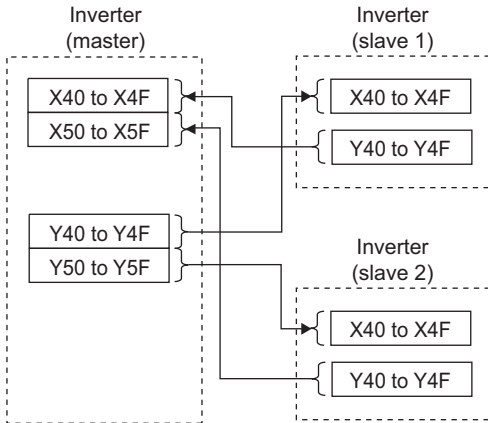 Inverter
(master)
X40 to X4F
X50 to X5F
Y40 to Y4F
Y50 to Y5F
Inverter
(slave 1)
X40 to X4F
Y40 to Y4F
Inverter
(slave 2)
X40 to X4F
Y40 to Y4F